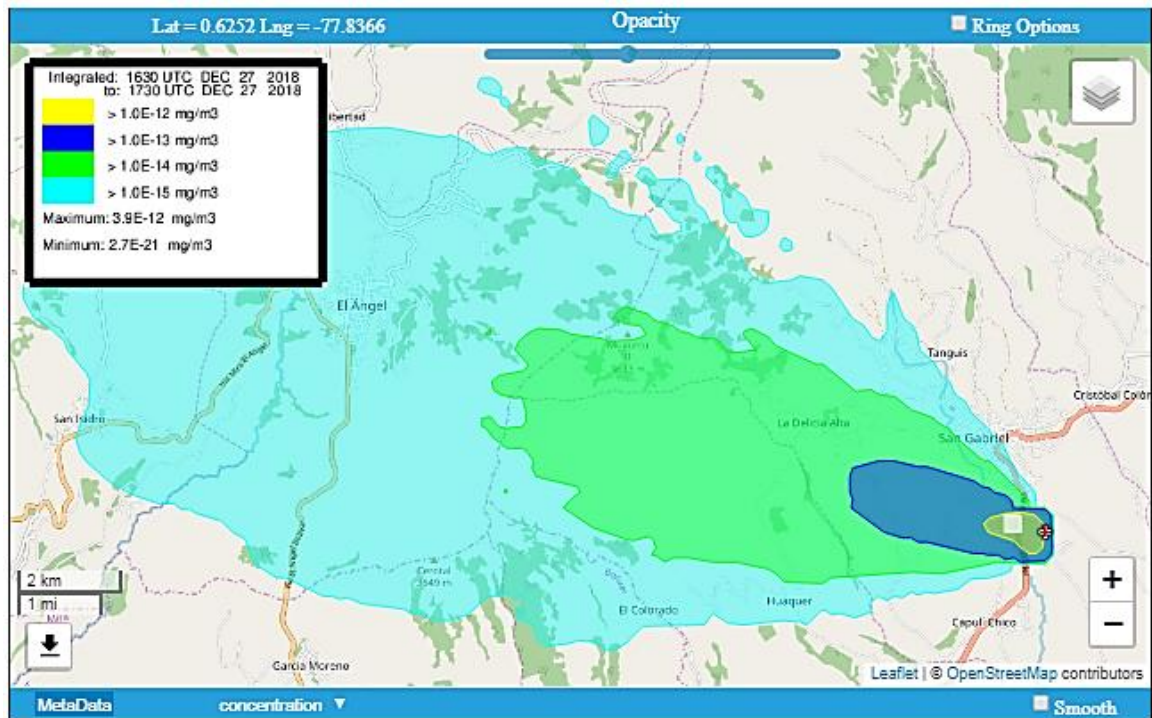 Lat = 0.6252 Lng = -77.8366
Opacity
Ring Options
Integrated: 1630 UTC DEC 27 2018
to: 1730 UTC DEC 27 2018
> 1.0E-12 mg/m3
> 1.0E-13 mg/m3
> 1.0E-14 mg/m3
> 1.0E-15 mg/m3
Maximum: 3.9E-12 mg/m3
Minimum: 2.7E-21 mg/m3
libertad
El Ángel
Tanguis
Cristóbal Colón
San Isidro
La Delicia Alta
San Gabriel
2 km
1 mi
Huaquer
El Colorado
Capulí Chico
García Moreno
+
−
Leaflet | © OpenStreetMap contributors
MetaData
concentration ▼
Smooth